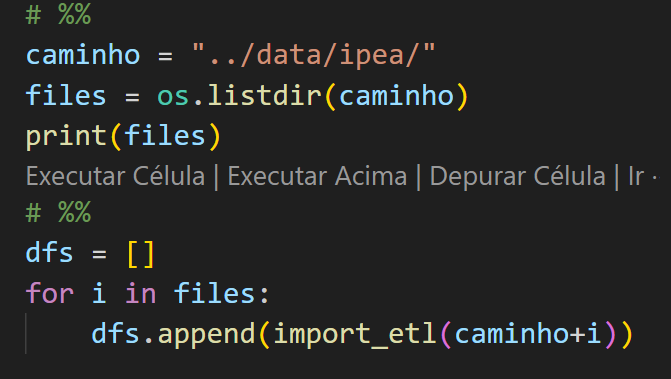 # %%
caminho = "../data/ipea/"
files = os.listdir(caminho)
print(files)
Executar Célula | Executar Acima | Depurar Célula | Ir ·
# %%
dfs = []
for i in files:
    dfs.append(import_etl(caminho+i))